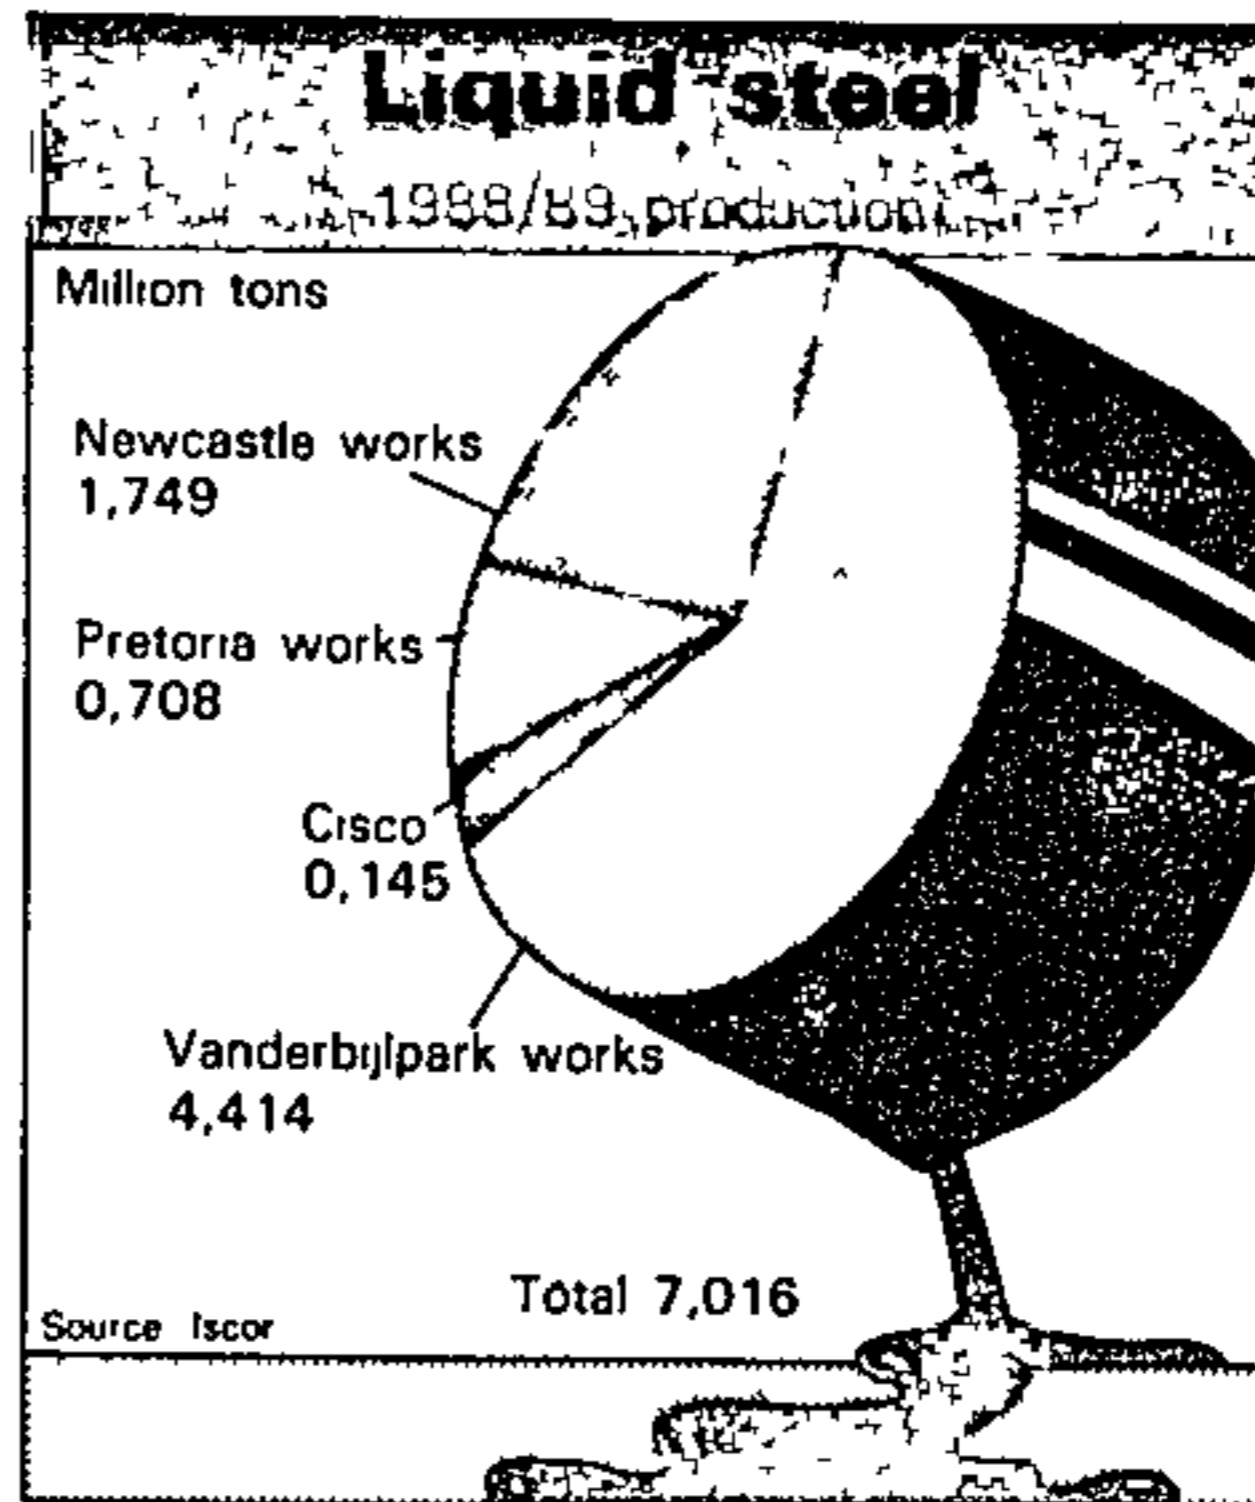 Liquid steel
1988/89 production
Million tons
Newcastle works
1,749
Pretoria works
0,708
Cisco
0,145
Vanderbijlpark works
4,414
Total 7,016
Source Iscor